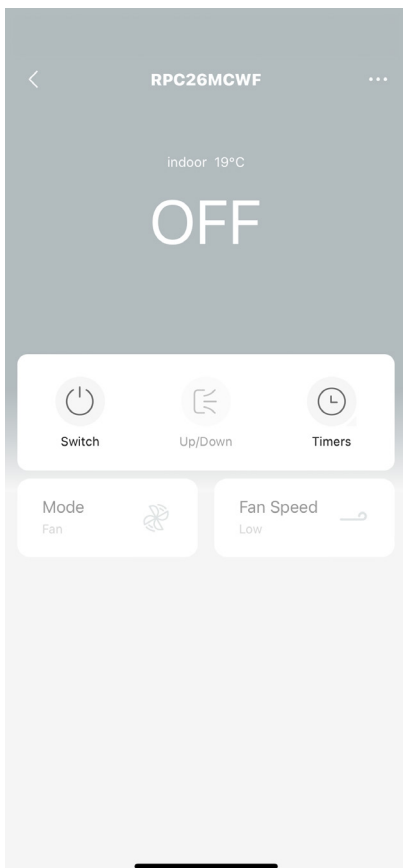 RPC26MCWF
indoor 19°C
OFF
Switch
Up/Down
Timers
Mode
Fan
Fan Speed
Low